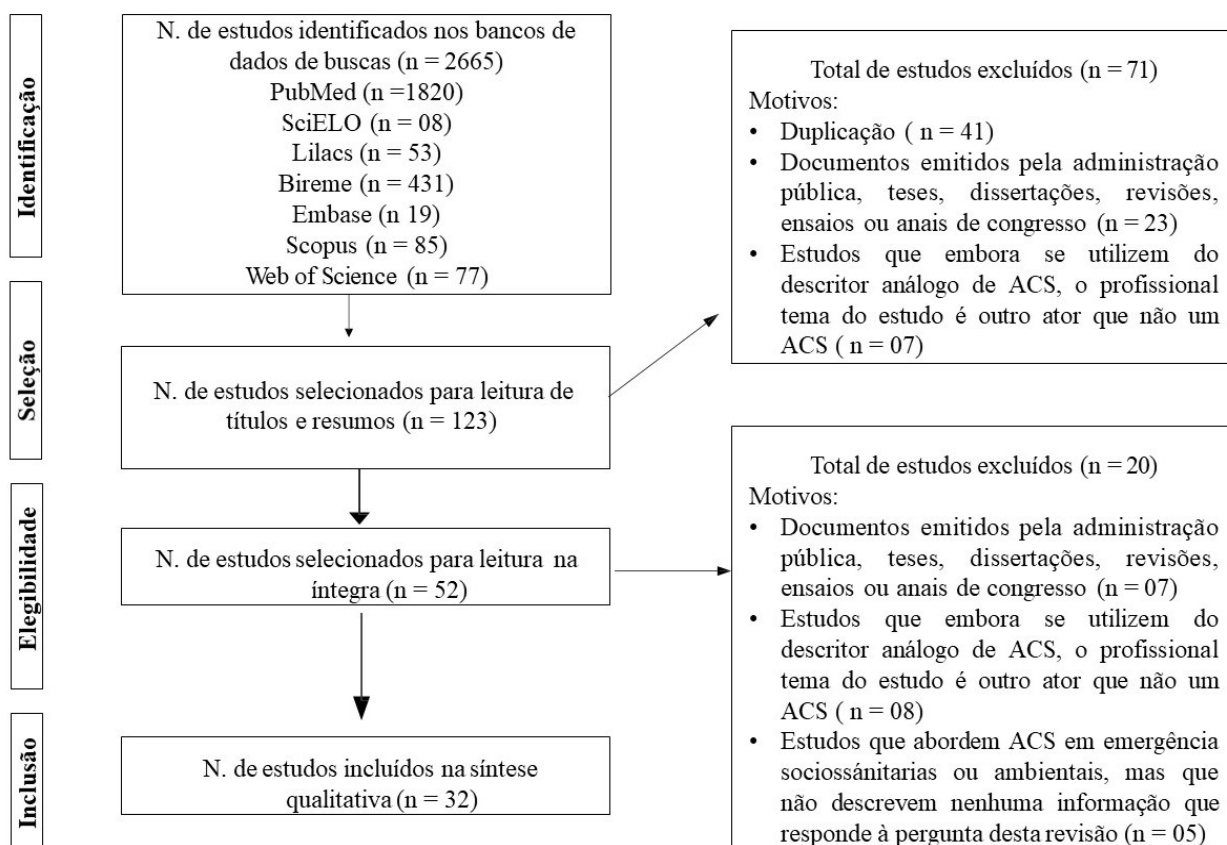 Identificação
N. de estudos identificados nos bancos de
dados de buscas (n = 2665)
PubMed (n =1820)
SciELO (n = 08)
Lilacs (n = 53)
Bireme (n = 431)
Embase (n 19)
Scopus (n = 85)
Web of Science (n = 77)
Total de estudos excluídos (n = 71)
Motivos:
• Duplicação ( n = 41)
• Documentos emitidos pela administração
pública, teses, dissertações, revisões,
ensaios ou anais de congresso (n = 23)
• Estudos que embora se utilizem do
descritor análogo de ACS, o profissional
tema do estudo é outro ator que não um
ACS ( n = 07)
Seleção
N. de estudos selecionados para leitura de
títulos e resumos (n = 123)
Elegibilidade
N. de estudos selecionados para leitura na
íntegra (n = 52)
Total de estudos excluídos (n = 20)
Motivos:
• Documentos emitidos pela administração
pública, teses, dissertações, revisões,
ensaios ou anais de congresso (n = 07)
• Estudos que embora se utilizem do
descritor análogo de ACS, o profissional
tema do estudo é outro ator que não um
ACS ( n = 08)
• Estudos que abordem ACS em emergência
sociossánitarias ou ambientais, mas que
não descrevem nenhuma informação que
responde à pergunta desta revisão (n = 05)
Inclusão
N. de estudos incluídos na síntese
qualitativa (n = 32)